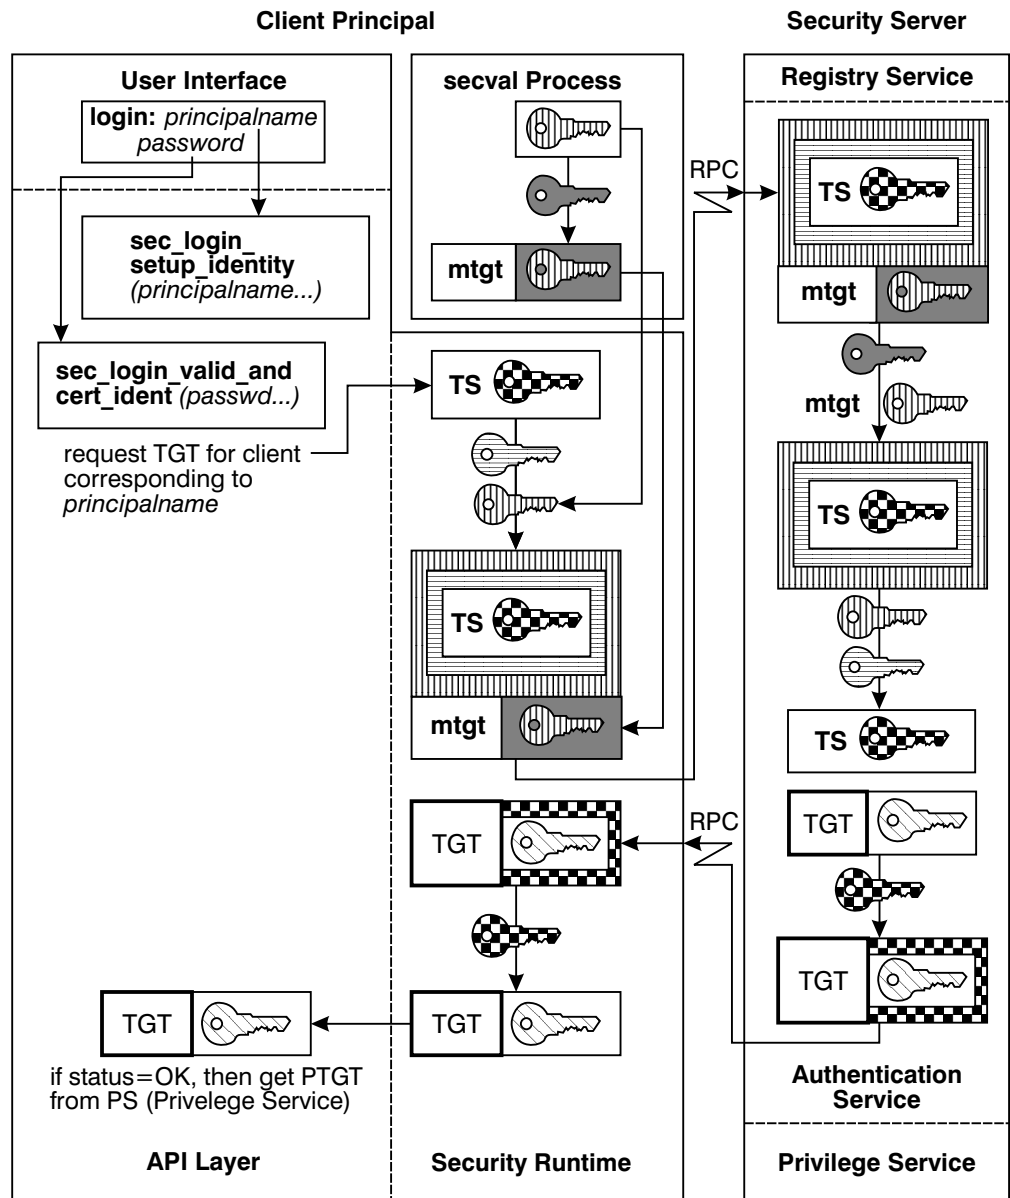 Client Principal
Security Server
User Interface
login: principalname
password
sec_login_
setup_identity
(principalname...)
sec_login_valid_and
cert_ident (passwd...)
request TGT for client
corresponding to
principalname
TGT
if status=OK, then get PTGT
from PS (Privelege Service)
API Layer
secval Process
mtgt
TS
TS
mtgt
TGT
TGT
Security Runtime
RPC
RPC
Registry Service
TS
mtgt
mtgt
TS
TS
TGT
TGT
Authentication
Service
Privilege Service